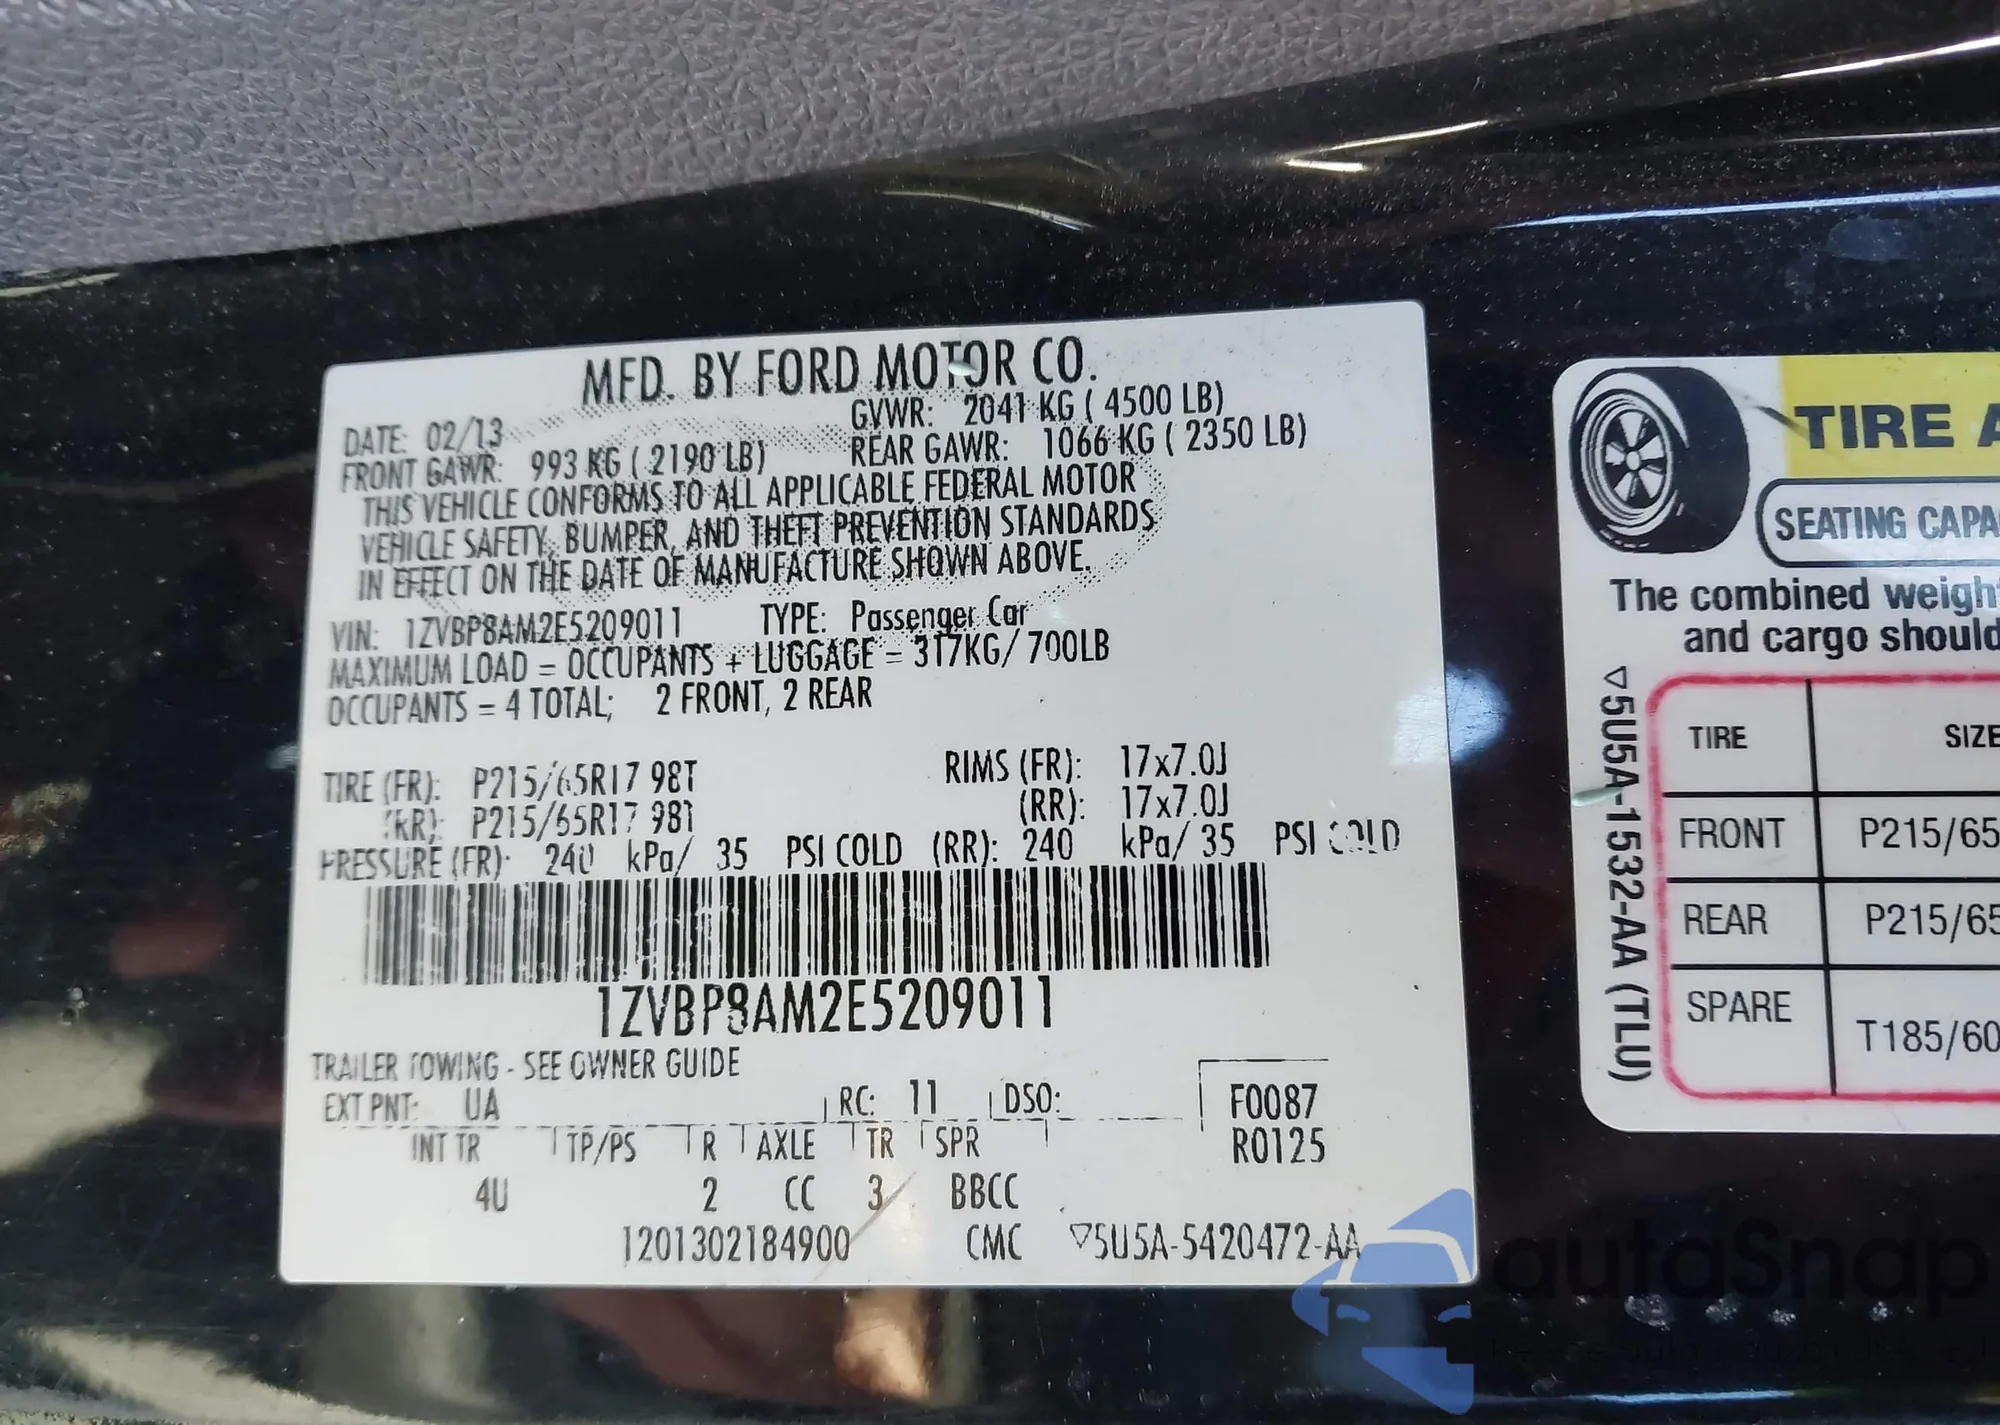 MFD. BY FORD MOTOR CO.
DATE: 02/13 GVWR: 2041 KG ( 4500 LB)
FRONT GAWR: 993 KG ( 2190 LB) REAR GAWR: 1066 KG ( 2350 LB)
THIS VEHICLE CONFORMS TO ALL APPLICABLE FEDERAL MOTOR
VEHICLE SAFETY, BUMPER, AND THEFT PREVENTION STANDARDS
IN EFFECT ON THE DATE OF MANUFACTURE SHOWN ABOVE.
VIN: 1ZVBP8AM2E5209011 TYPE: Passenger Car
MAXIMUM LOAD = OCCUPANTS + LUGGAGE = 317KG/ 700LB
OCCUPANTS = 4 TOTAL; 2 FRONT, 2 REAR
TIRE (FR): P215/65R17 98T RIMS (FR): 17x7.0J
(RR): P215/65R17 98T (RR): 17x7.0J
PRESSURE (FR): 240 kPa/ 35 PSI COLD (RR): 240 kPa/ 35 PSI COLD
1ZVBP8AM2E5209011
TRAILER TOWING - SEE OWNER GUIDE
EXT PNT: UA RC: 11 DSO: F0087
INT TR TP/PS R AXLE TR SPR R0125
4U 2 CC 3 BBCC
1201302184900 CMC ▽5U5A-5420472-AA
TIRE A
SEATING CAPA
The combined weigh
and cargo should
▽5U5A-1532-AA (TLU)
TIRE SIZE
FRONT P215/65
REAR P215/65
SPARE T185/60
autoSnap